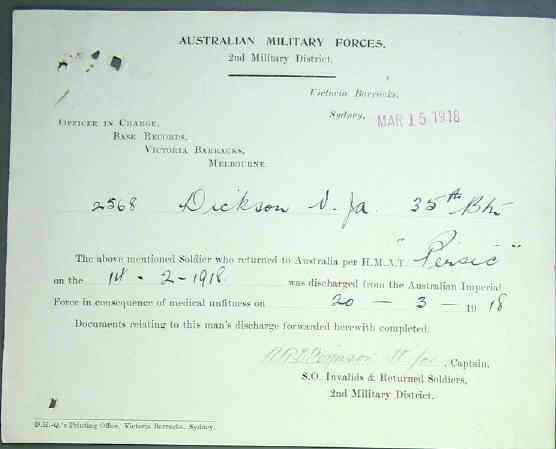 AUSTRALIAN MILITARY FORCES.
2nd Military District.
Victoria Barracks,
Sydney, MAR 15 1918
OFFICER IN CHARGE,
BASE RECORDS,
VICTORIA BARRACKS,
MELBOURNE.
2568 Dickson 35th Bn
The above mentioned Soldier who returned to Australia per H.M.A.T. "Persic"
on the 1st - 2 - 1918 was discharged from the Australian Imperial
Force in consequence of medical unfitness on 20 — 3 — 1918
Documents relating to this man's discharge forwarded herewith completed.
, Captain,
S.O. Invalids & Returned Soldiers,
2nd Military District.
D.H.-Q.'s Printing Office, Victoria Barracks, Sydney.